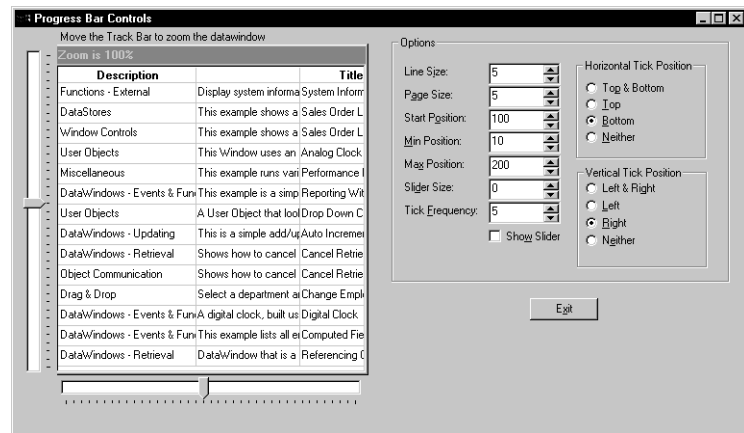 Progress Bar Controls
Move the Track Bar to zoom the datawindow
Zoom is 100%
Description Title
Functions - External Display system informa System Inform
DataStores This example shows a Sales Order L
Window Controls This example shows a Sales Order L
User Objects This Window uses an Analog Clock
Miscellaneous This example runs vari Performance
DataWindows - Events & Fun This example is a simp Reporting Wit
User Objects A User Object that lool Drop Down C
DataWindows - Updating This is a simple add/up Auto Incremen
DataWindows - Retrieval Shows how to cancel Cancel Retrie
Object Communication Shows how to cancel Cancel Retrie
Drag & Drop Select a department ar Change Empl
DataWindows - Events & Fun A digital clock, built us Digital Clock
DataWindows - Events & Fun This example lists all e Computed Fie
DataWindows - Retrieval DataWindow that is a Referencing
Options
Line Size: 5
Page Size: 5
Start Position: 100
Min Position: 10
Max Position: 200
Slider Size: 0
Tick Frequency: 5
Show Slider
Horizontal Tick Position
Top & Bottom
Top
Bottom
Neither
Vertical Tick Position
Left & Right
Left
Right
Neither
Exit